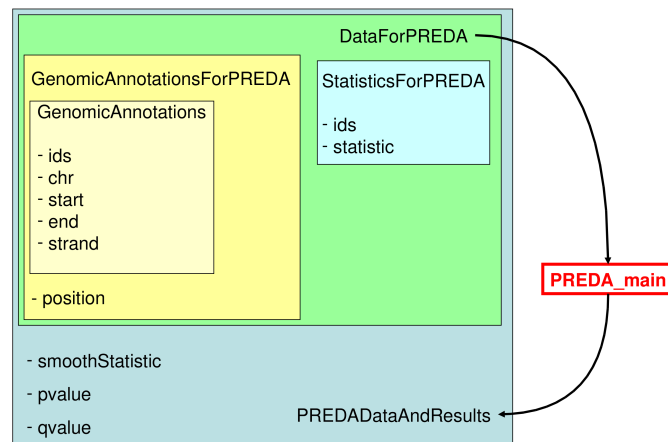 DataForPREDA
GenomicAnnotationsForPREDA
GenomicAnnotations
- ids
- chr
- start
- end
- strand
- position
StatisticsForPREDA
- ids
- statistic
PREDA_main
- smoothStatistic
- pvalue
- qvalue
PREDADataAndResults